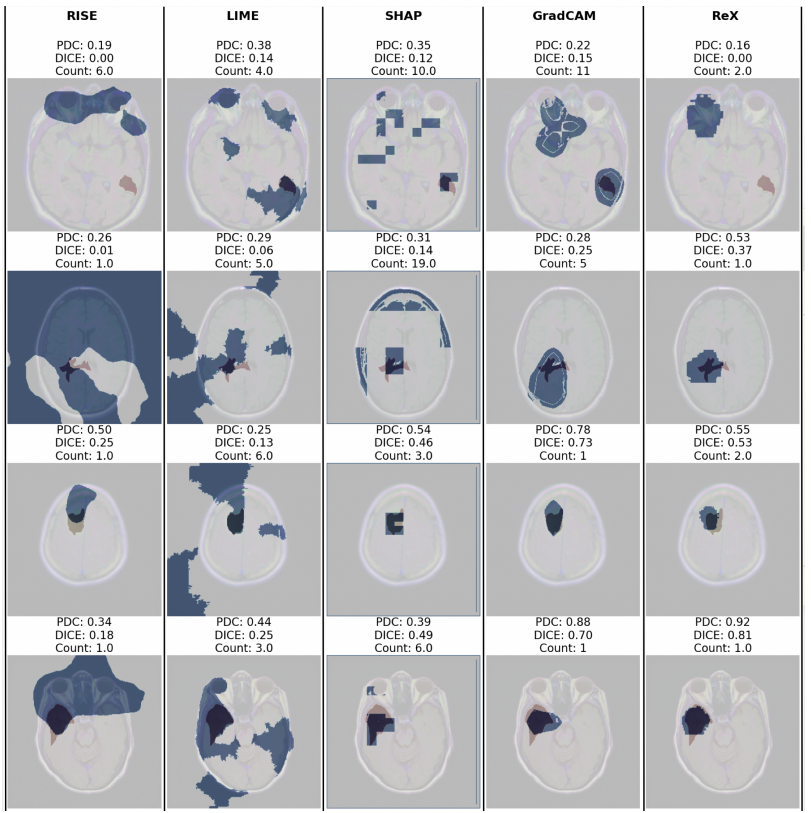 RISE LIME SHAP GradCAM ReX
PDC: 0.19 PDC: 0.38 PDC: 0.35 PDC: 0.22 PDC: 0.16
DICE: 0.00 DICE: 0.14 DICE: 0.12 DICE: 0.15 DICE: 0.00
Count: 6.0 Count: 4.0 Count: 10.0 Count: 11 Count: 2.0
PDC: 0.26 PDC: 0.29 PDC: 0.31 PDC: 0.28 PDC: 0.53
DICE: 0.01 DICE: 0.06 DICE: 0.14 DICE: 0.25 DICE: 0.37
Count: 1.0 Count: 5.0 Count: 19.0 Count: 5 Count: 1.0
PDC: 0.50 PDC: 0.25 PDC: 0.54 PDC: 0.78 PDC: 0.55
DICE: 0.25 DICE: 0.13 DICE: 0.46 DICE: 0.73 DICE: 0.53
Count: 1.0 Count: 6.0 Count: 3.0 Count: 1 Count: 2.0
PDC: 0.34 PDC: 0.44 PDC: 0.39 PDC: 0.88 PDC: 0.92
DICE: 0.18 DICE: 0.25 DICE: 0.49 DICE: 0.70 DICE: 0.81
Count: 1.0 Count: 3.0 Count: 6.0 Count: 1 Count: 1.0